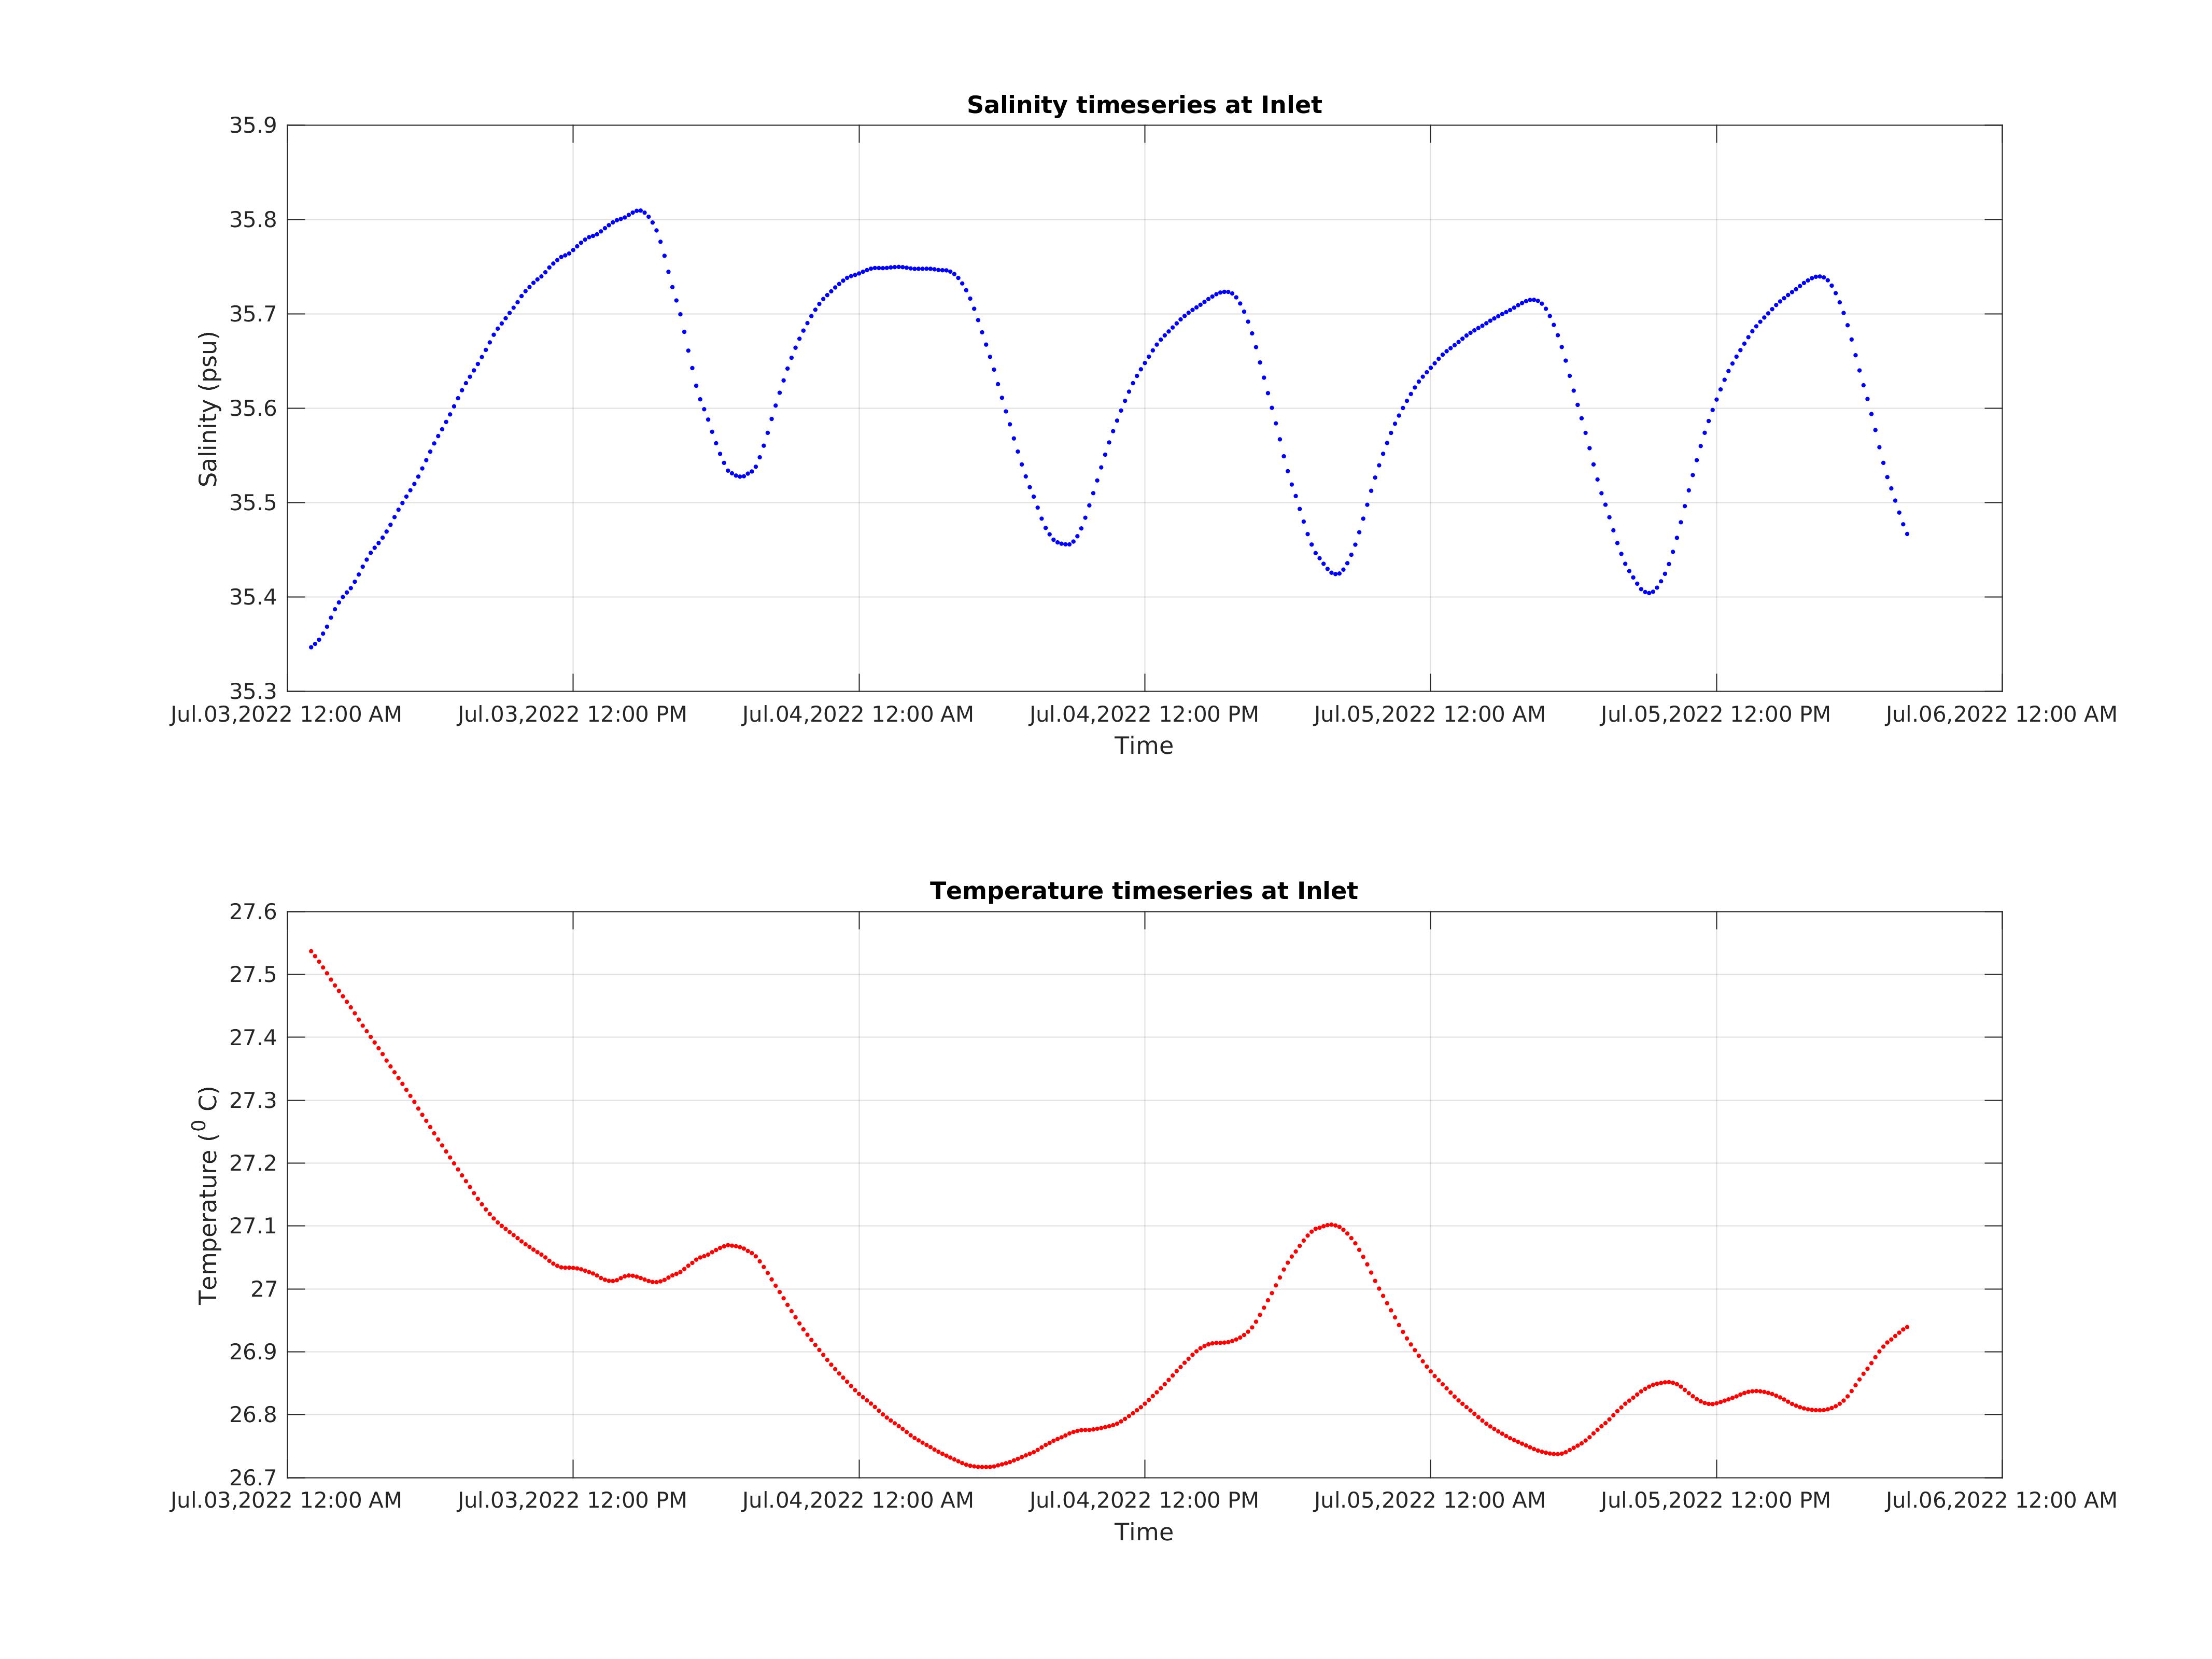 Salinity timeseries at Inlet
35.9
35.8
35.7
35.6
35.5
35.4
35.3
Salinity (psu)
Jul.03,2022 12:00 AM Jul.03,2022 12:00 PM Jul.04,2022 12:00 AM Jul.04,2022 12:00 PM Jul.05,2022 12:00 AM Jul.05,2022 12:00 PM Jul.06,2022 12:00 AM
Time
Temperature timeseries at Inlet
27.6
27.5
27.4
27.3
27.2
27.1
27
26.9
26.8
26.7
Temperature (⁰ C)
Jul.03,2022 12:00 AM Jul.03,2022 12:00 PM Jul.04,2022 12:00 AM Jul.04,2022 12:00 PM Jul.05,2022 12:00 AM Jul.05,2022 12:00 PM Jul.06,2022 12:00 AM
Time